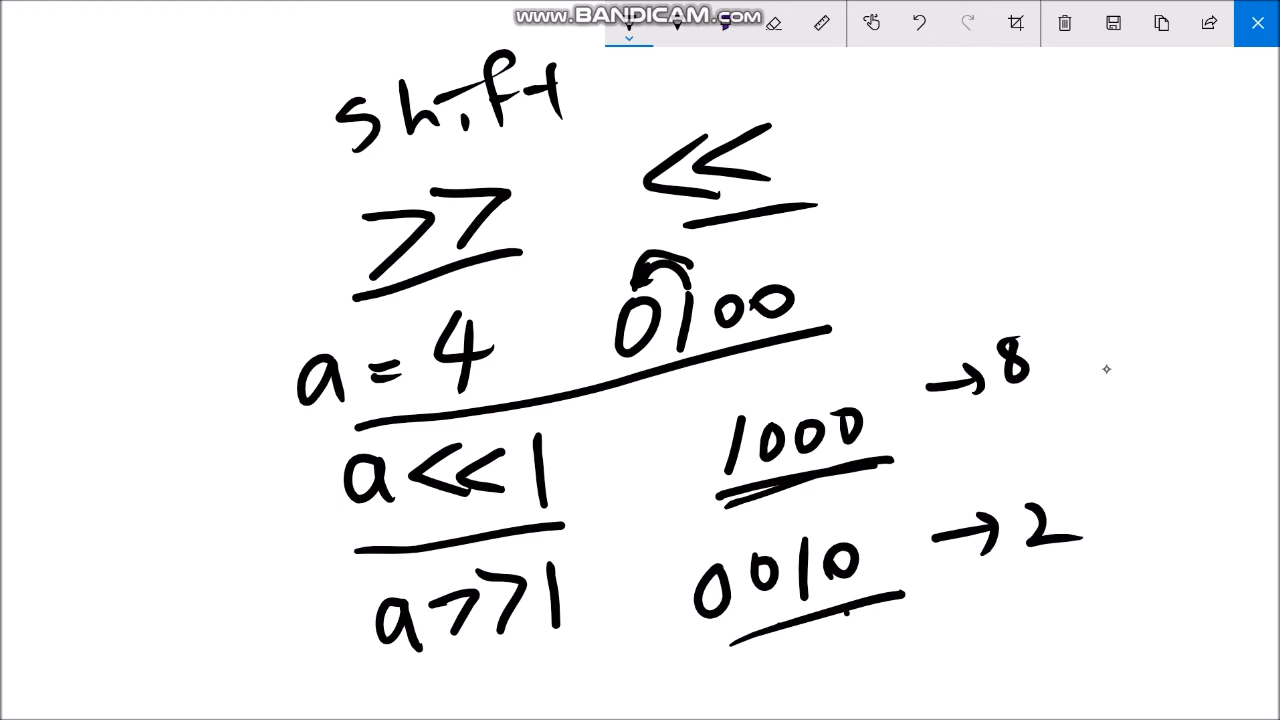 www.BANDICAM.com
shift
>> <<
a = 4 0100
a<<1 1000 →8
a>>1 0010 →2